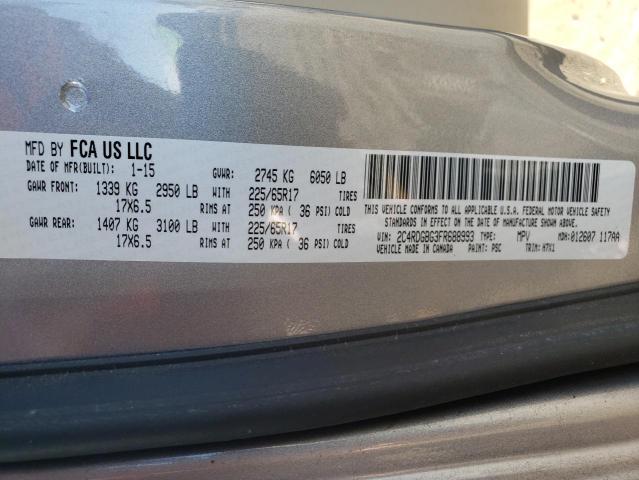 MFD BY FCA US LLC
DATE OF MFR(BUILT): 1-15 GVWR: 2745 KG 6050 LB
GAWR FRONT: 1339 KG 2950 LB WITH 225/65R17 TIRES
17X6.5 RIMS AT 250 KPA ( 36 PSI) COLD
GAWR REAR: 1407 KG 3100 LB WITH 225/65R17 TIRES
17X6.5 RIMS AT 250 KPA ( 36 PSI) COLD
THIS VEHICLE CONFORMS TO ALL APPLICABLE U.S.A. FEDERAL MOTOR VEHICLE SAFETY
STANDARDS IN EFFECT ON THE DATE OF MANUFACTURE SHOWN ABOVE.
VIN: 2C4RDGBG3FR688993 TYPE: MPV MDH: 012607 117AA
VEHICLE MADE IN CANADA PAINT: PSC TRIM: H7X1